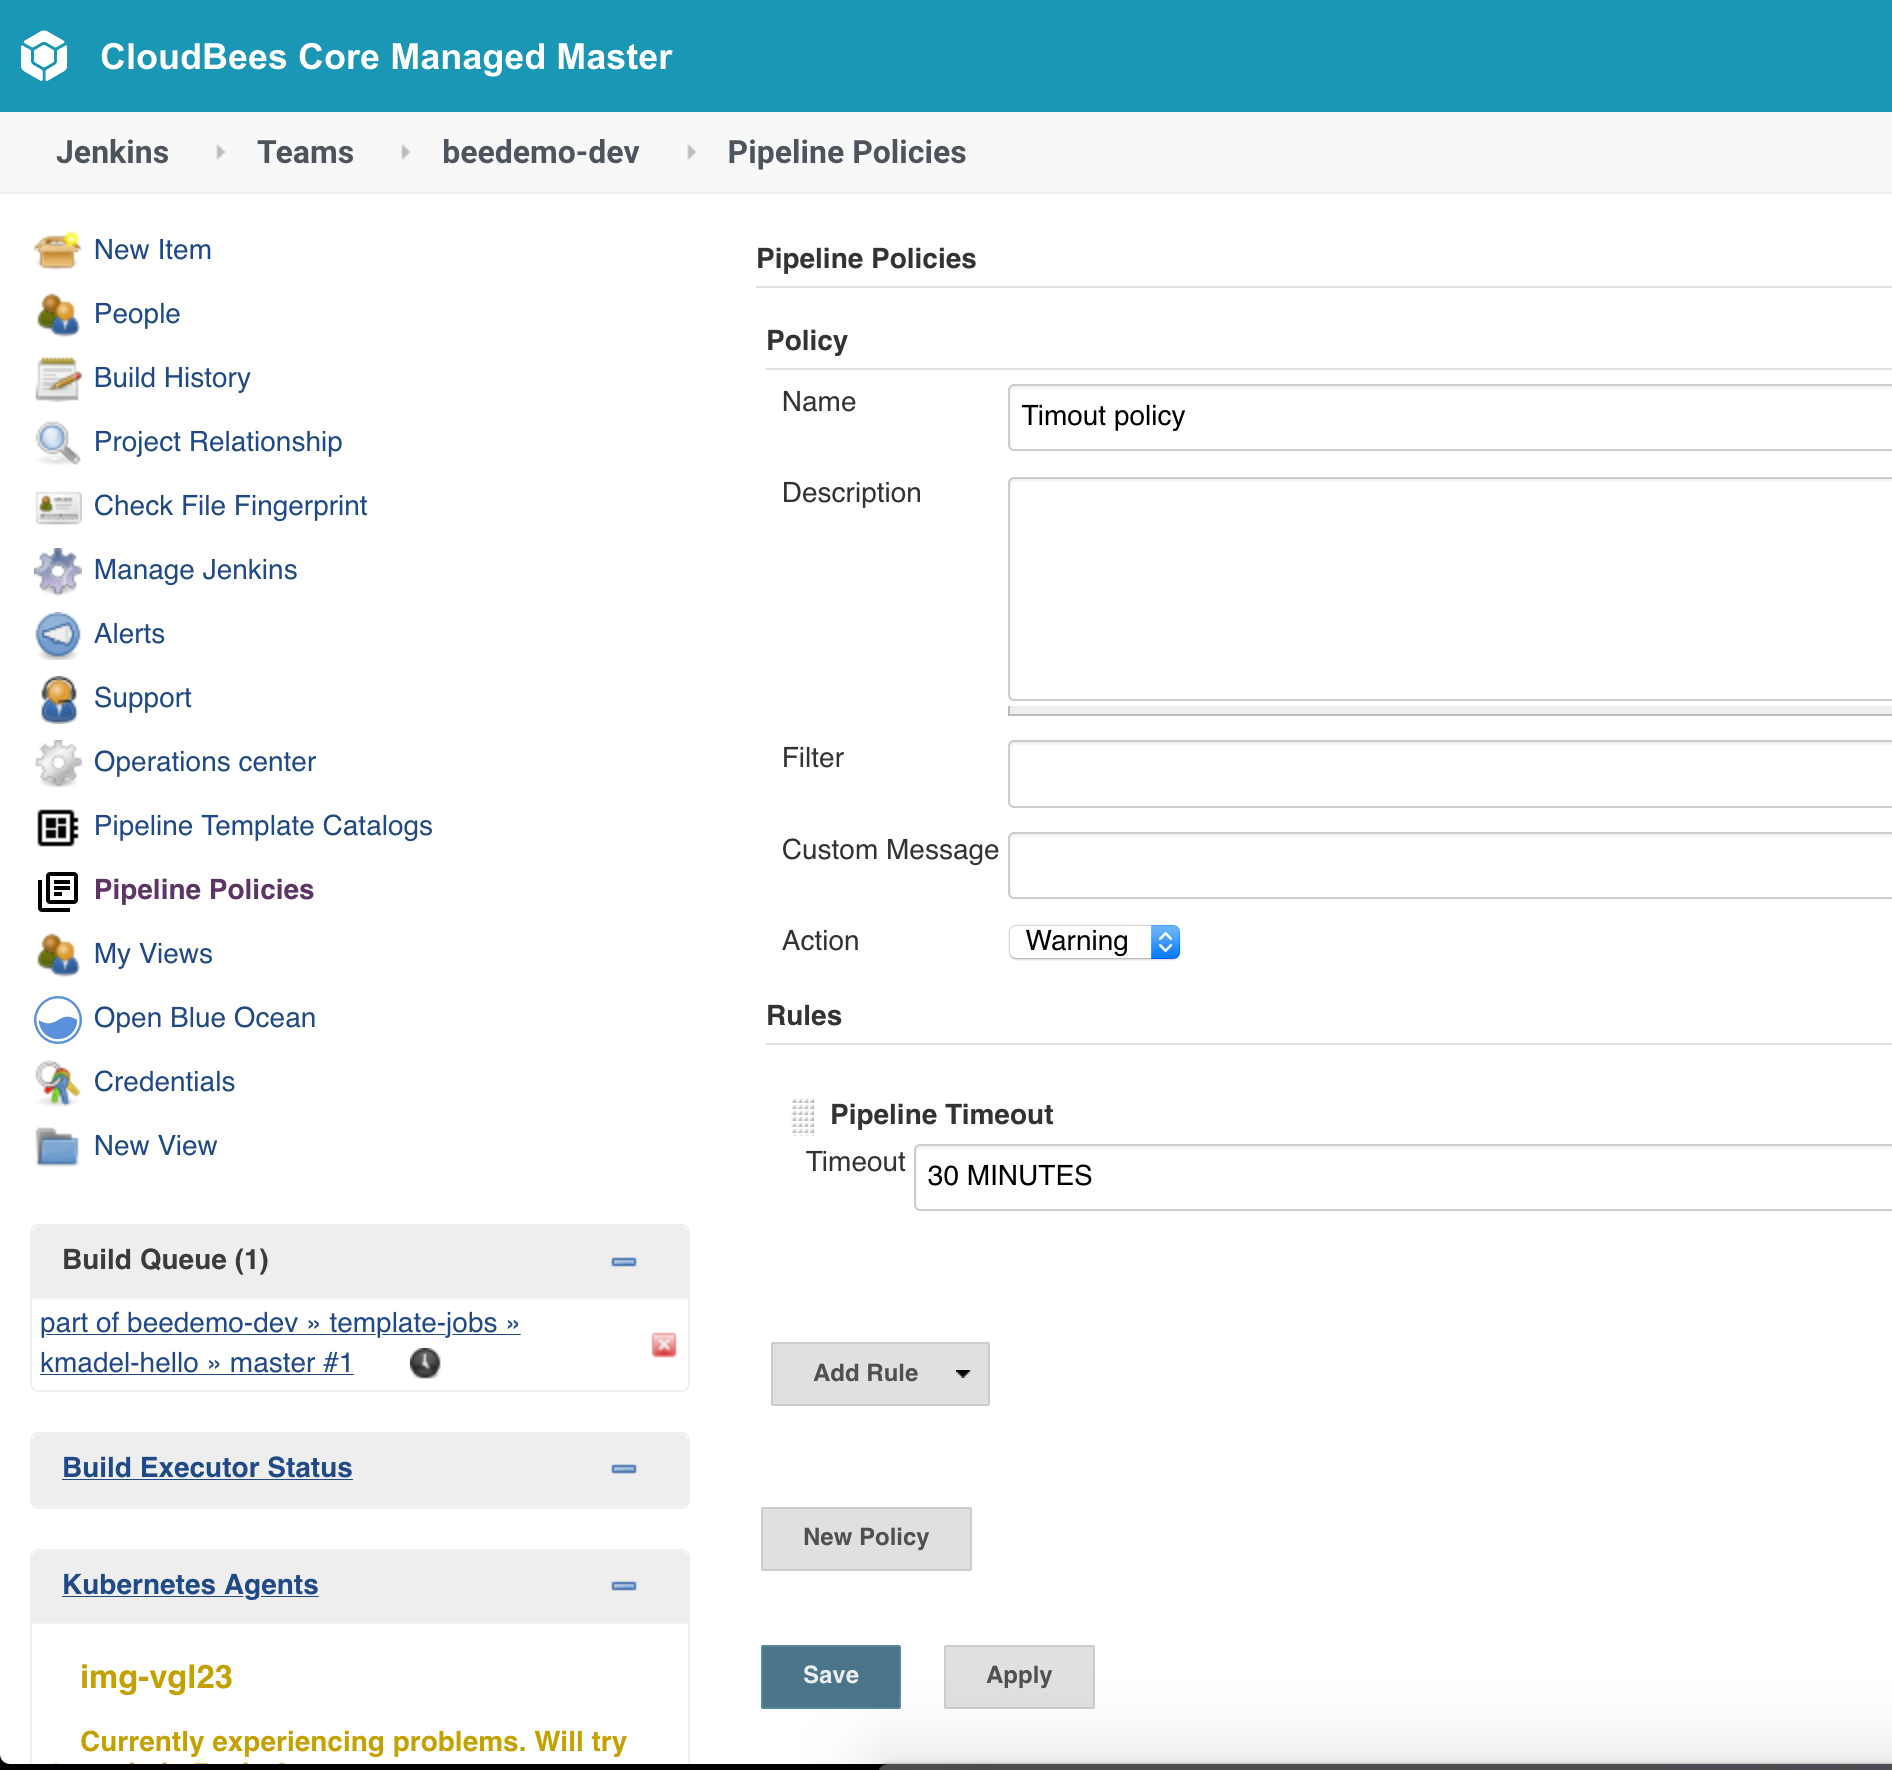 CloudBees Core Managed Master
Jenkins Teams beedemo-dev Pipeline Policies
New Item
People
Build History
Project Relationship
Check File Fingerprint
Manage Jenkins
Alerts
Support
Operations center
Pipeline Template Catalogs
Pipeline Policies
My Views
Open Blue Ocean
Credentials
New View
Build Queue (1)
part of beedemo-dev » template-jobs »
kmadel-hello » master #1
Build Executor Status
Kubernetes Agents
img-vgl23
Currently experiencing problems. Will try
Pipeline Policies
Policy
Name
Timout policy
Description
Filter
Custom Message
Action
Warning
Rules
Pipeline Timeout
Timeout
30 MINUTES
Add Rule
New Policy
Save
Apply